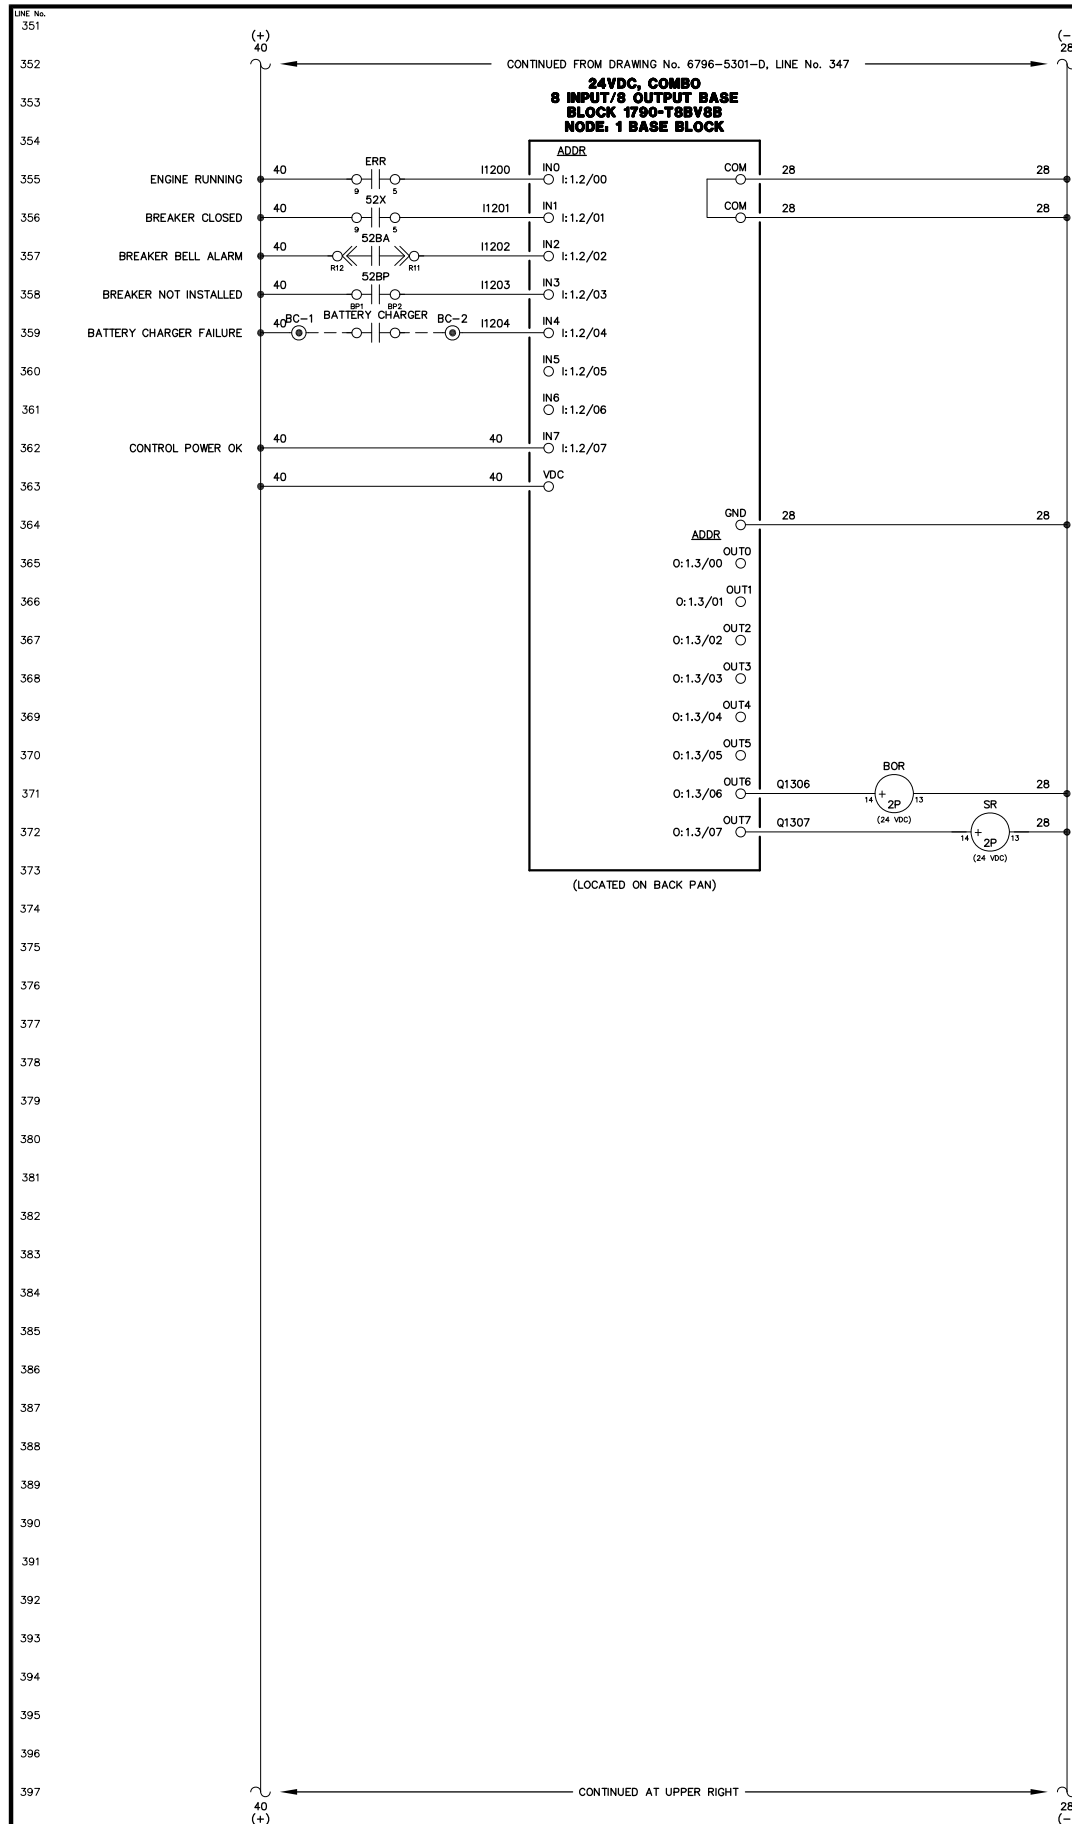 LINE No.
351
(+)
40
(-
28
352 CONTINUED FROM DRAWING No. 6796-5301-D, LINE No. 347
24VDC, COMBO
353 8 INPUT/8 OUTPUT BASE
BLOCK 1790-T8BV8B
NODE: 1 BASE BLOCK
354
ADDR
ERR
355 ENGINE RUNNING 40 9 5 I1200 IN0 I:1.2/00 COM 28 28
52X
356 BREAKER CLOSED 40 9 5 I1201 IN1 I:1.2/01 COM 28 28
52BA
357 BREAKER BELL ALARM 40 R12 R11 I1202 IN2 I:1.2/02
52BP
358 BREAKER NOT INSTALLED 40 BP1 BP2 I1203 IN3 I:1.2/03
BATTERY CHARGER
359 BATTERY CHARGER FAILURE 40 BC-1 BC-2 I1204 IN4 I:1.2/04
360 IN5 I:1.2/05
361 IN6 I:1.2/06
362 CONTROL POWER OK 40 40 IN7 I:1.2/07
363 40 40 VDC
364 GND 28 28
ADDR
365 O:1.3/00 OUT0
366 O:1.3/01 OUT1
367 O:1.3/02 OUT2
368 O:1.3/03 OUT3
369 O:1.3/04 OUT4
370 O:1.3/05 OUT5
BOR
371 O:1.3/06 OUT6 Q1306 14 + 2P 13 28
(24 VDC)
SR
372 O:1.3/07 OUT7 Q1307 14 + 2P 13 28
(24 VDC)
373
(LOCATED ON BACK PAN)
374
375
376
377
378
379
380
381
382
383
384
385
386
387
388
389
390
391
392
393
394
395
396
397 CONTINUED AT UPPER RIGHT
40
(+)
28
(-